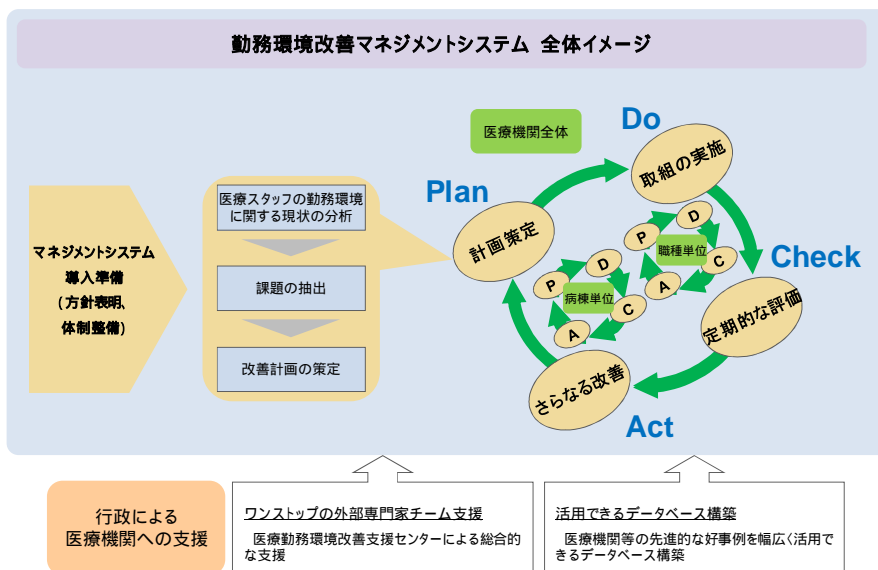 勤務環境改善マネジメントシステム 全体イメージ
マネジメントシステム
導入準備
(方針表明、
体制整備)
医療スタッフの勤務環境
に関する現状の分析
課題の抽出
改善計画の策定
医療機関全体
Plan
計画策定
Do
取組の実施
Check
定期的な評価
Act
さらなる改善
P
D
C
A
職種単位
P
D
C
A
病棟単位
行政による
医療機関への支援
ワンストップの外部専門家チーム支援
医療勤務環境改善支援センターによる総合的
な支援
活用できるデータベース構築
医療機関等の先進的な好事例を幅広く活用で
きるデータベース構築